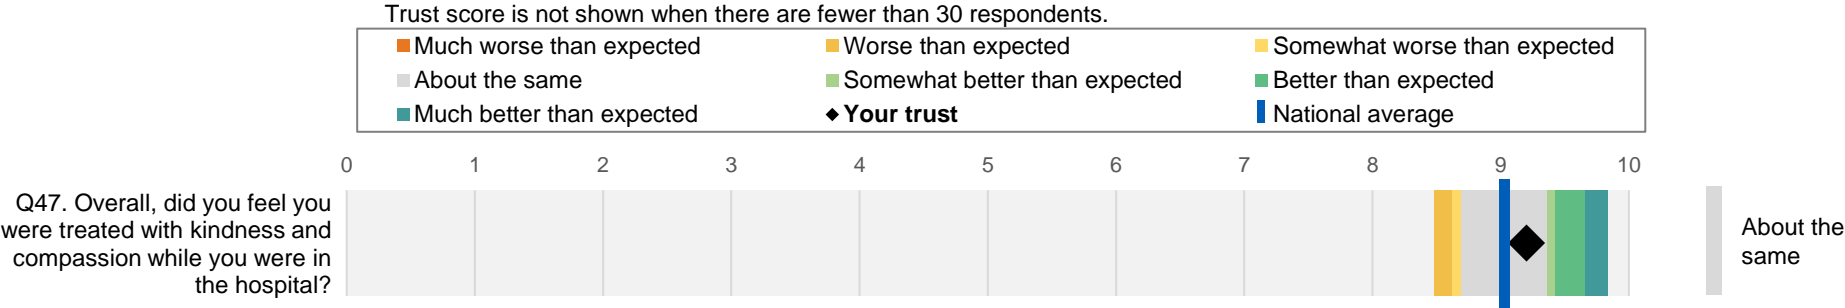 Trust score is not shown when there are fewer than 30 respondents.
Much worse than expected Worse than expected Somewhat worse than expected
About the same Somewhat better than expected Better than expected
Much better than expected Your trust National average
0 1 2 3 4 5 6 7 8 9 10
Q47. Overall, did you feel you
were treated with kindness and
compassion while you were in
the hospital?
About the
same